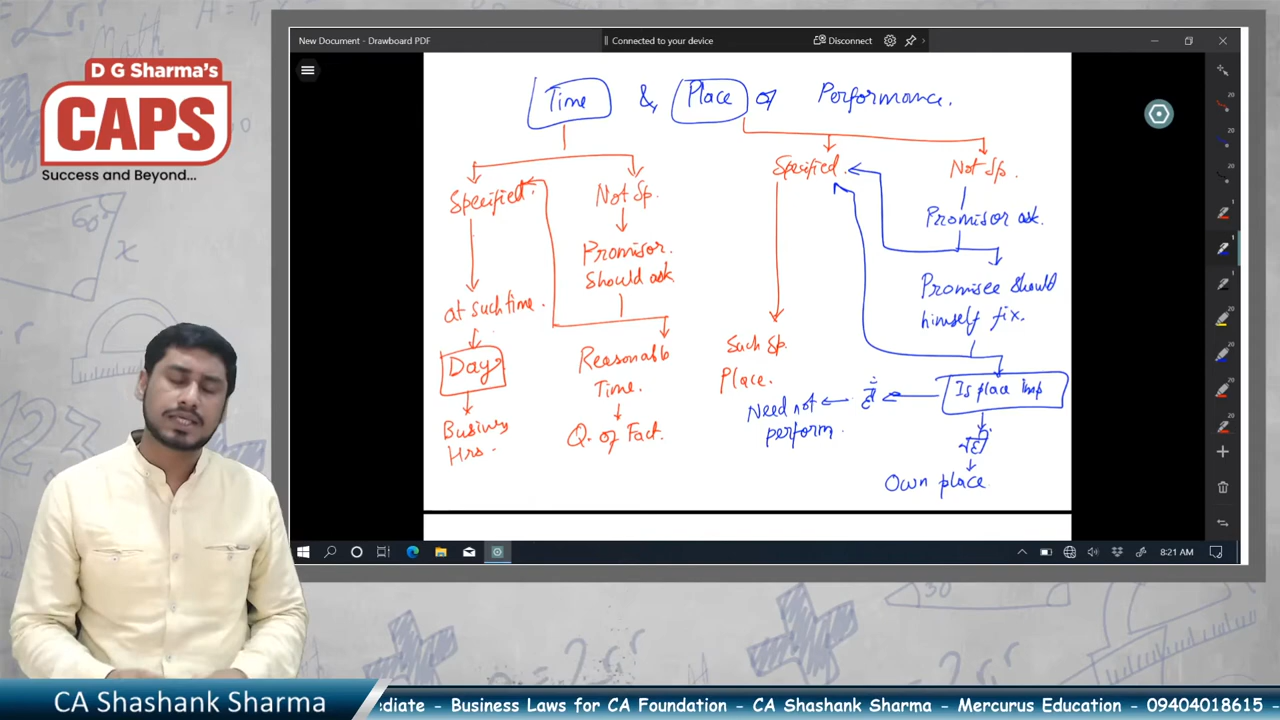 D G Sharma's
CAPS
Success and Beyond...
New Document - Drawboard PDF
Connected to your device
Disconnect
Time & Place of Performance.
Specified.
Not Sp.
at such time.
Day
Business
Hrs.
Promisor
Should ask
Reasonable
Time.
Q. of Fact.
Specified.
Not Sp.
Such Sp.
Place.
Promisor ask.
Promisee should
himself fix.
Is place Imp
है
Need not
perform.
नहीं
Own place
8:21 AM
CA Shashank Sharma
diate - Business Laws for CA Foundation - CA Shashank Sharma - Mercurus Education - 09404018615 -